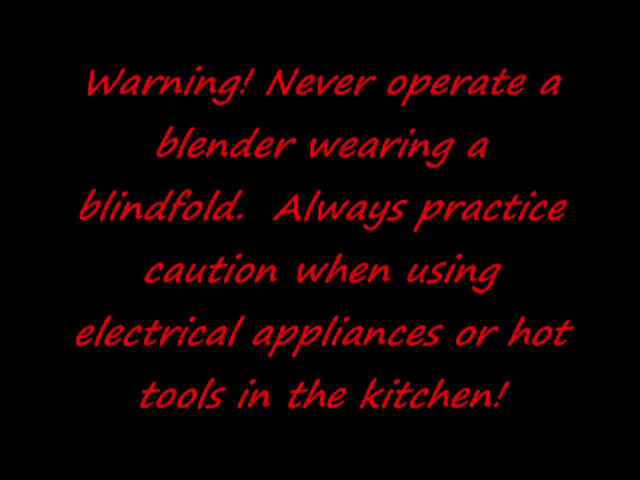 Warning! Never operate a
blender wearing a
blindfold.  Always practice
caution when using
electrical appliances or hot
tools in the kitchen!